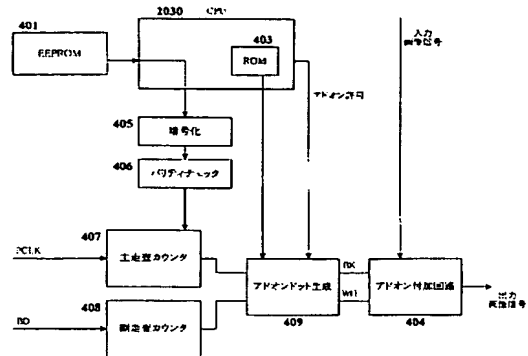 401
EEPROM
2030
CPU
403
ROM
アドオン許可
入力
画像信号
405
暗号化
406
パリティチェック
407
PCLK
主走査カウンタ
408
BD
副走査カウンタ
アドオンドット生成
409
BK
アドオン付加回路
404
出力
画像信号